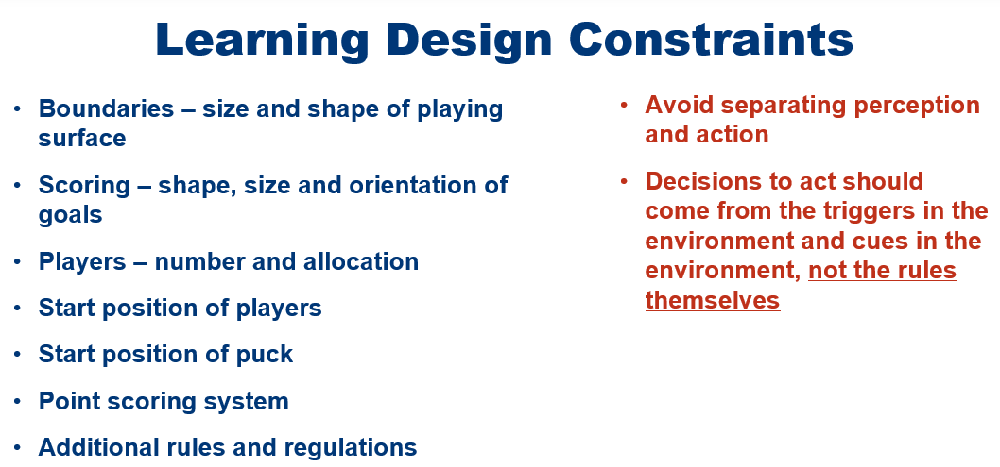 Learning Design Constraints
• Boundaries – size and shape of playing
surface
• Scoring – shape, size and orientation of
goals
• Players – number and allocation
• Start position of players
• Start position of puck
• Point scoring system
• Additional rules and regulations
• Avoid separating perception
and action
• Decisions to act should
come from the triggers in the
environment and cues in the
environment, not the rules
themselves